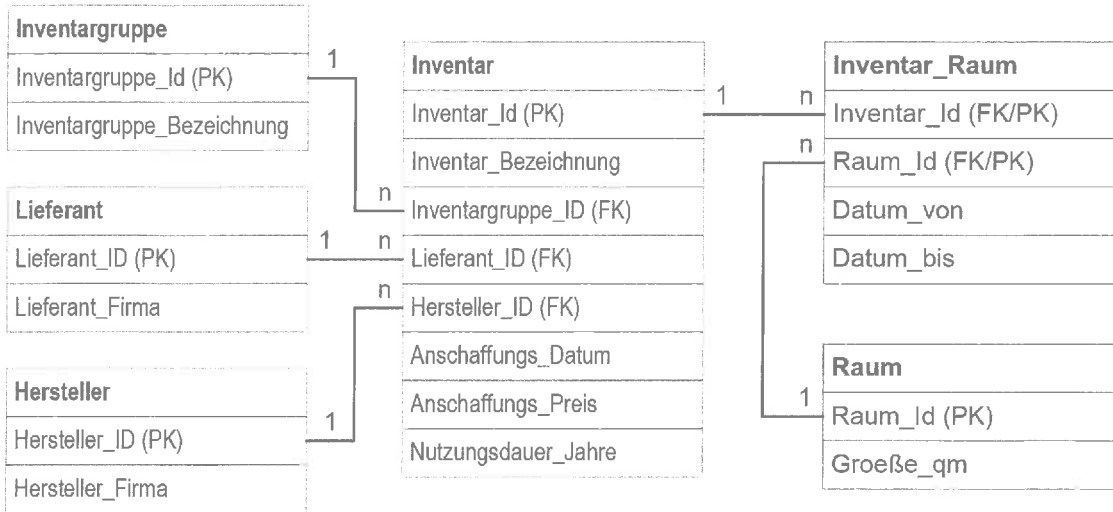 Inventargruppe
Inventargruppe_Id (PK)
Inventargruppe_Bezeichnung
1
n
Lieferant
Lieferant_ID (PK)
Lieferant_Firma
1
n
Hersteller
Hersteller_ID (PK)
Hersteller_Firma
1
n
Inventar
Inventar_Id (PK)
Inventar_Bezeichnung
Inventargruppe_ID (FK)
Lieferant_ID (FK)
Hersteller_ID (FK)
Anschaffungs_Datum
Anschaffungs_Preis
Nutzungsdauer_Jahre
1
n
Inventar_Raum
Inventar_Id (FK/PK)
Raum_Id (FK/PK)
Datum_von
Datum_bis
n
1
Raum
Raum_Id (PK)
Groeße_qm